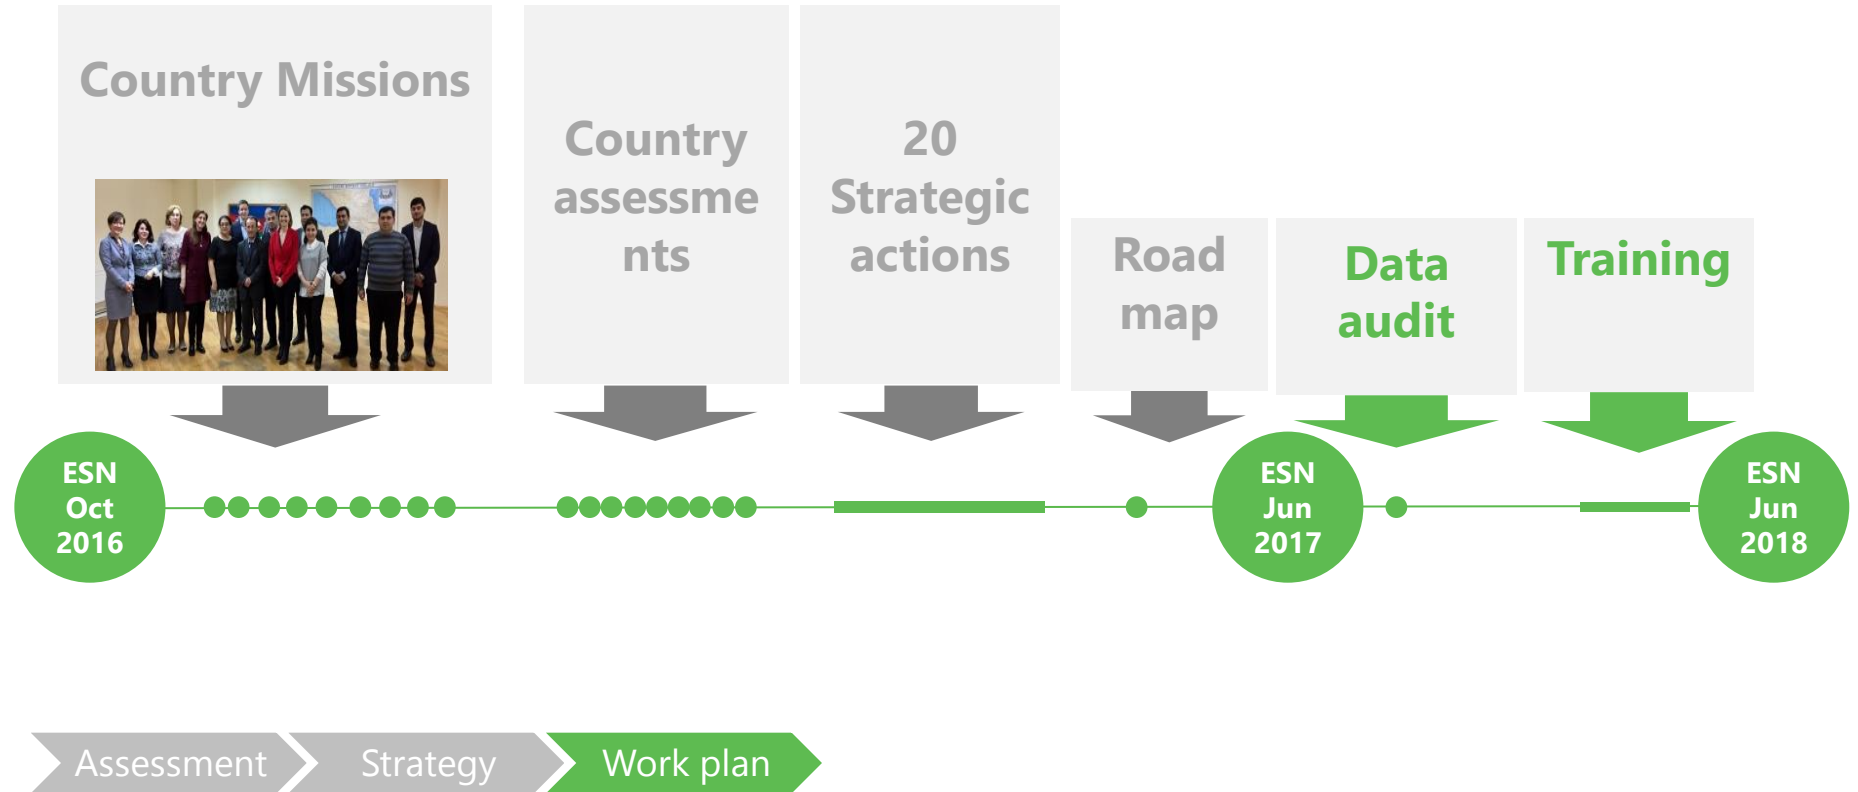 Country Missions
Country
assessme
nts
20
Strategic
actions
Road
map
Data
audit
Training
ESN
Oct
2016
ESN
Jun
2017
ESN
Jun
2018
Assessment
Strategy
Work plan